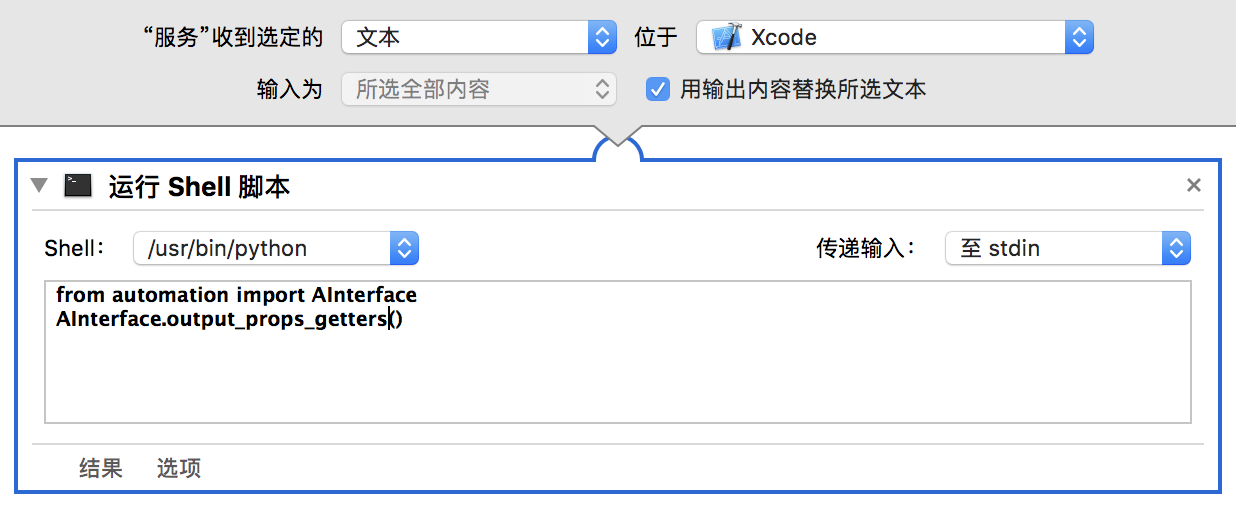 “服务”收到选定的 文本 位于 Xcode
输入为 所选全部内容 用输出内容替换所选文本
运行 Shell 脚本
Shell: /usr/bin/python 传递输入: 至 stdin
from automation import AInterface
AInterface.output_props_getters()
结果 选项